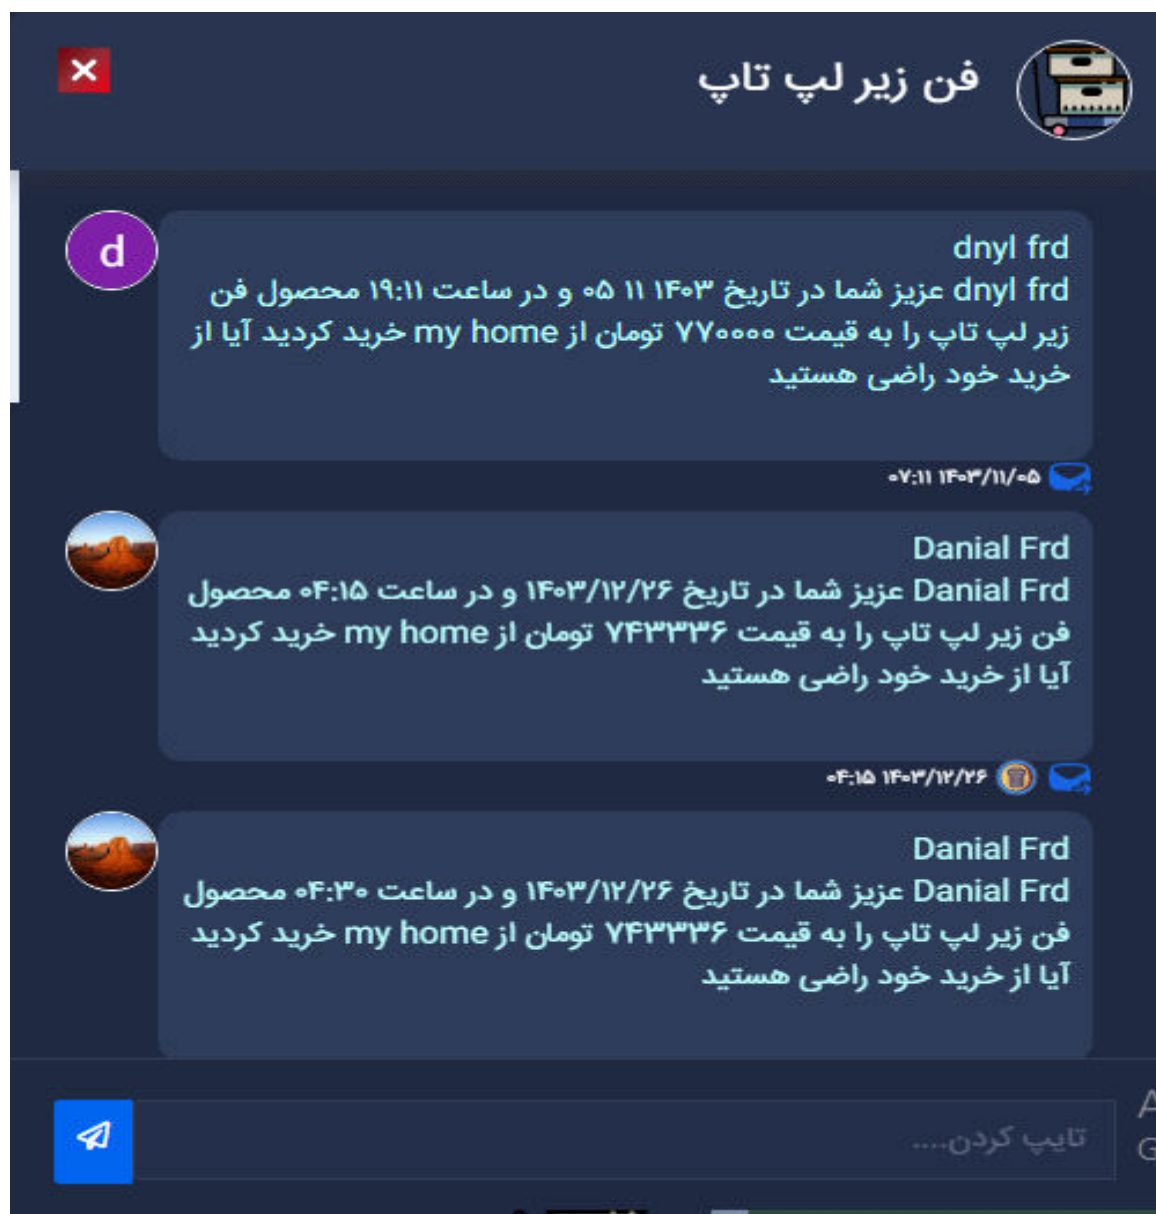 فن زیر لپ تاپ
d
dnyl frd
dnyl frd عزیز شما در تاریخ ۱۴۰۳ ۱۱ ۰۵ و در ساعت ۱۹:۱۱ محصول فن
زیر لپ تاپ را به قیمت ۷۷۰۰۰۰ تومان از my home خرید کردید آیا از
خرید خود راضی هستید
۰۷:۱۱ ۱۴۰۳/۱۱/۰۵
Danial Frd
Danial Frd عزیز شما در تاریخ ۱۴۰۳/۱۲/۲۶ و در ساعت ۰۴:۱۵ محصول
فن زیر لپ تاپ را به قیمت ۷۴۳۳۳۶ تومان از my home خرید کردید
آیا از خرید خود راضی هستید
۰۴:۱۵ ۱۴۰۳/۱۲/۲۶
Danial Frd
Danial Frd عزیز شما در تاریخ ۱۴۰۳/۱۲/۲۶ و در ساعت ۰۴:۳۰ محصول
فن زیر لپ تاپ را به قیمت ۷۴۳۳۳۶ تومان از my home خرید کردید
آیا از خرید خود راضی هستید
تایپ کردن....